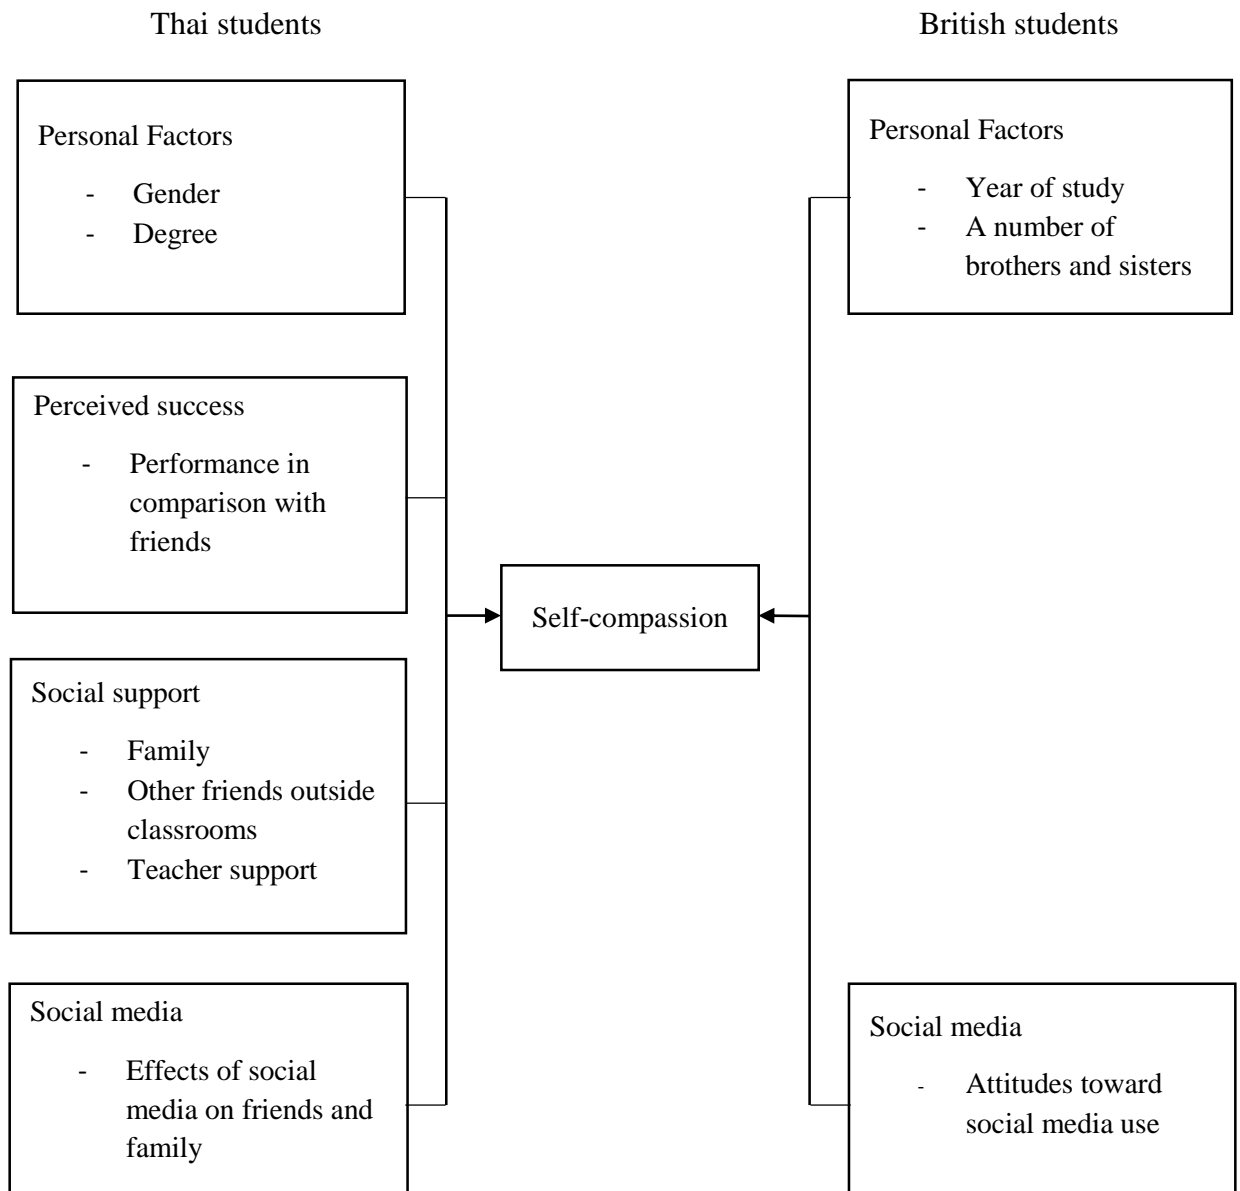 Thai students
British students
Personal Factors
- Gender
- Degree
Personal Factors
- Year of study
- A number of
brothers and sisters
Perceived success
- Performance in
comparison with
friends
Self-compassion
Social support
- Family
- Other friends outside
classrooms
- Teacher support
Social media
- Effects of social
media on friends and
family
Social media
- Attitudes toward
social media use